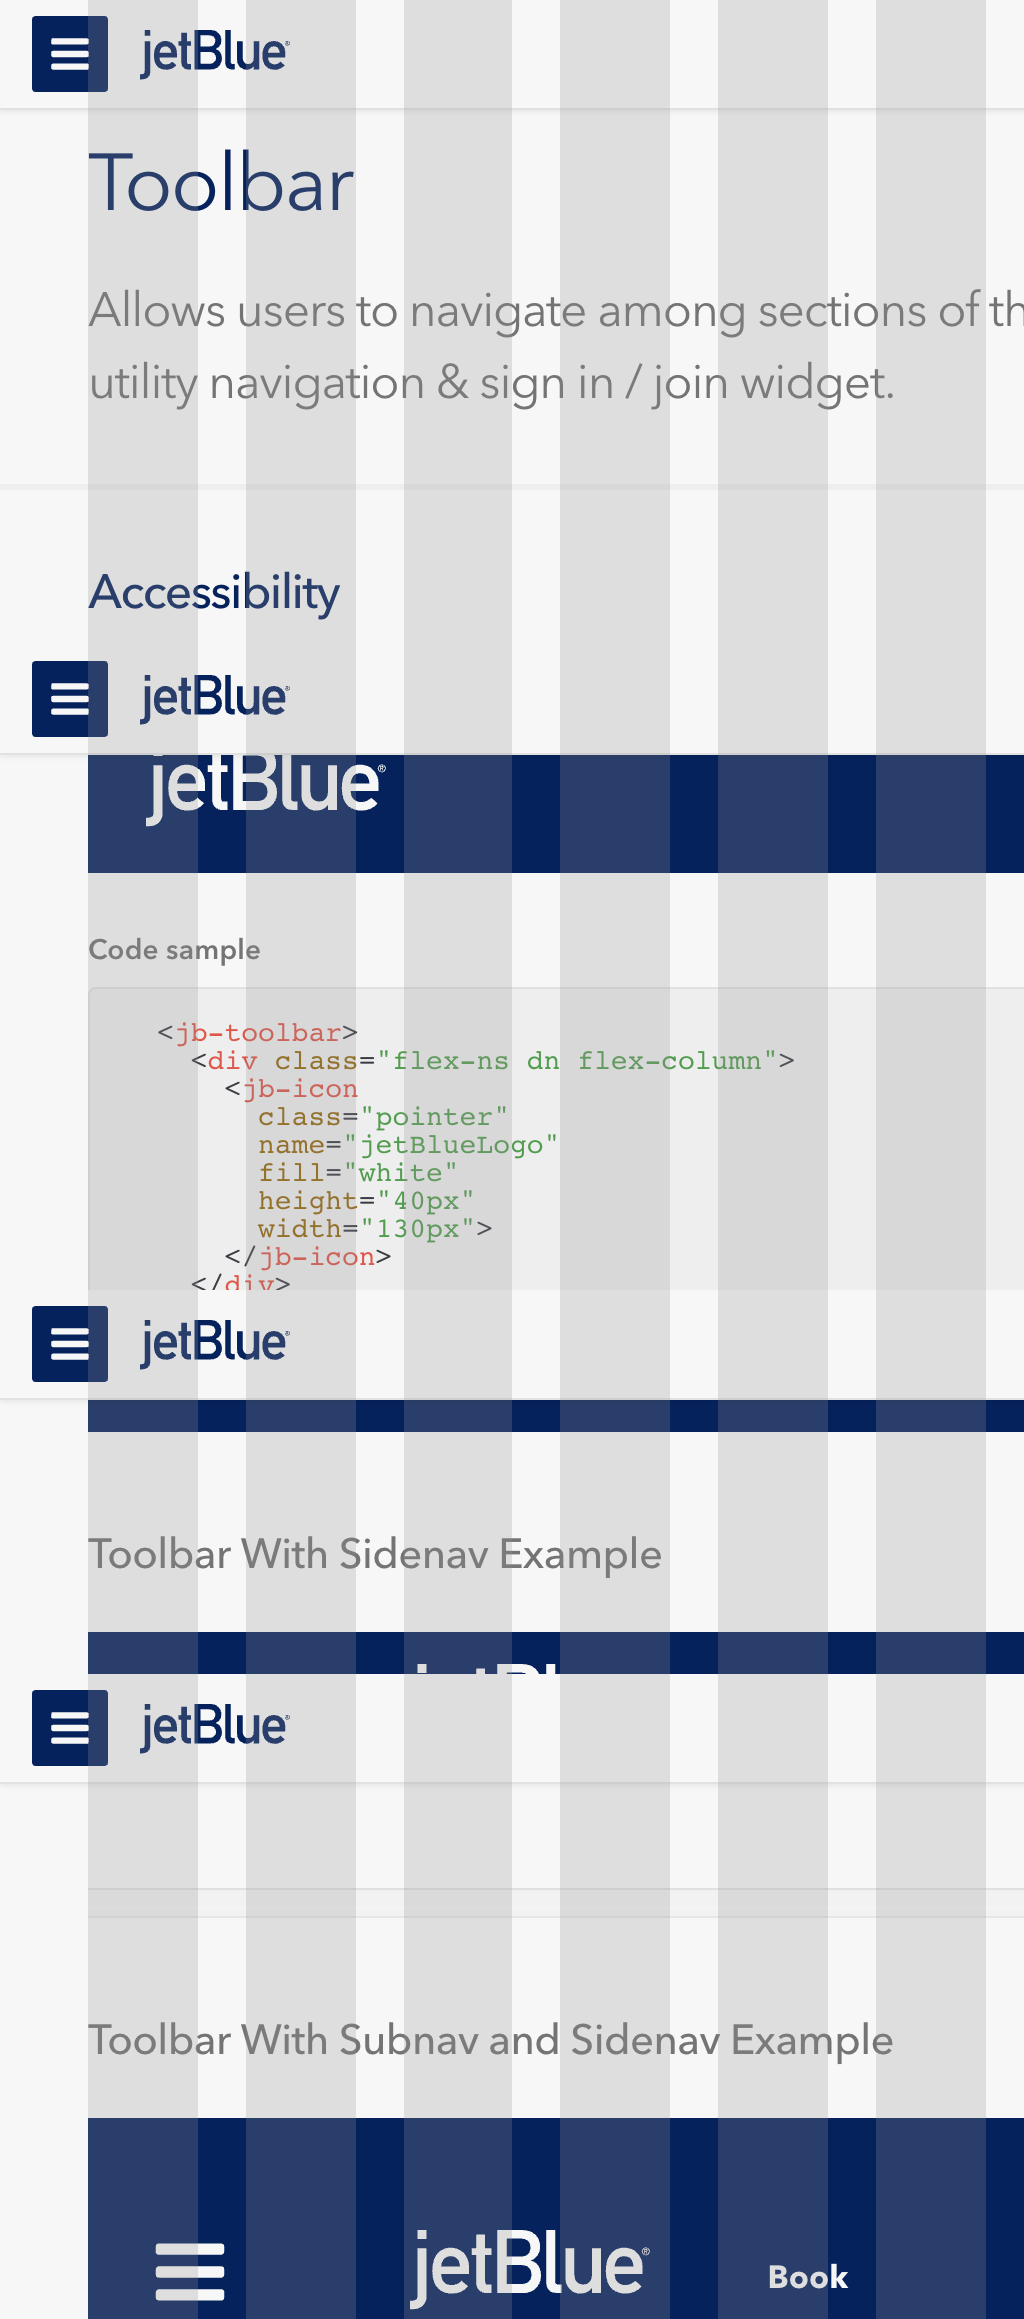 jetBlue
Toolbar
Allows users to navigate among sections of
utility navigation & sign in / join widget.
Accessibility
jetBlue
jetBlue®
Code sample
<jb-toolbar>
<div class="flex-ns dn flex-column">
<jb-icon
class="pointer"
name="jetBlueLogo"
fill="white"
height="40px"
width="130px">
</jb-icon>
</div>
jetBlue
Toolbar With Sidenav Example
jetBlue
Toolbar With Subnav and Sidenav Example
jetBlue®
Book